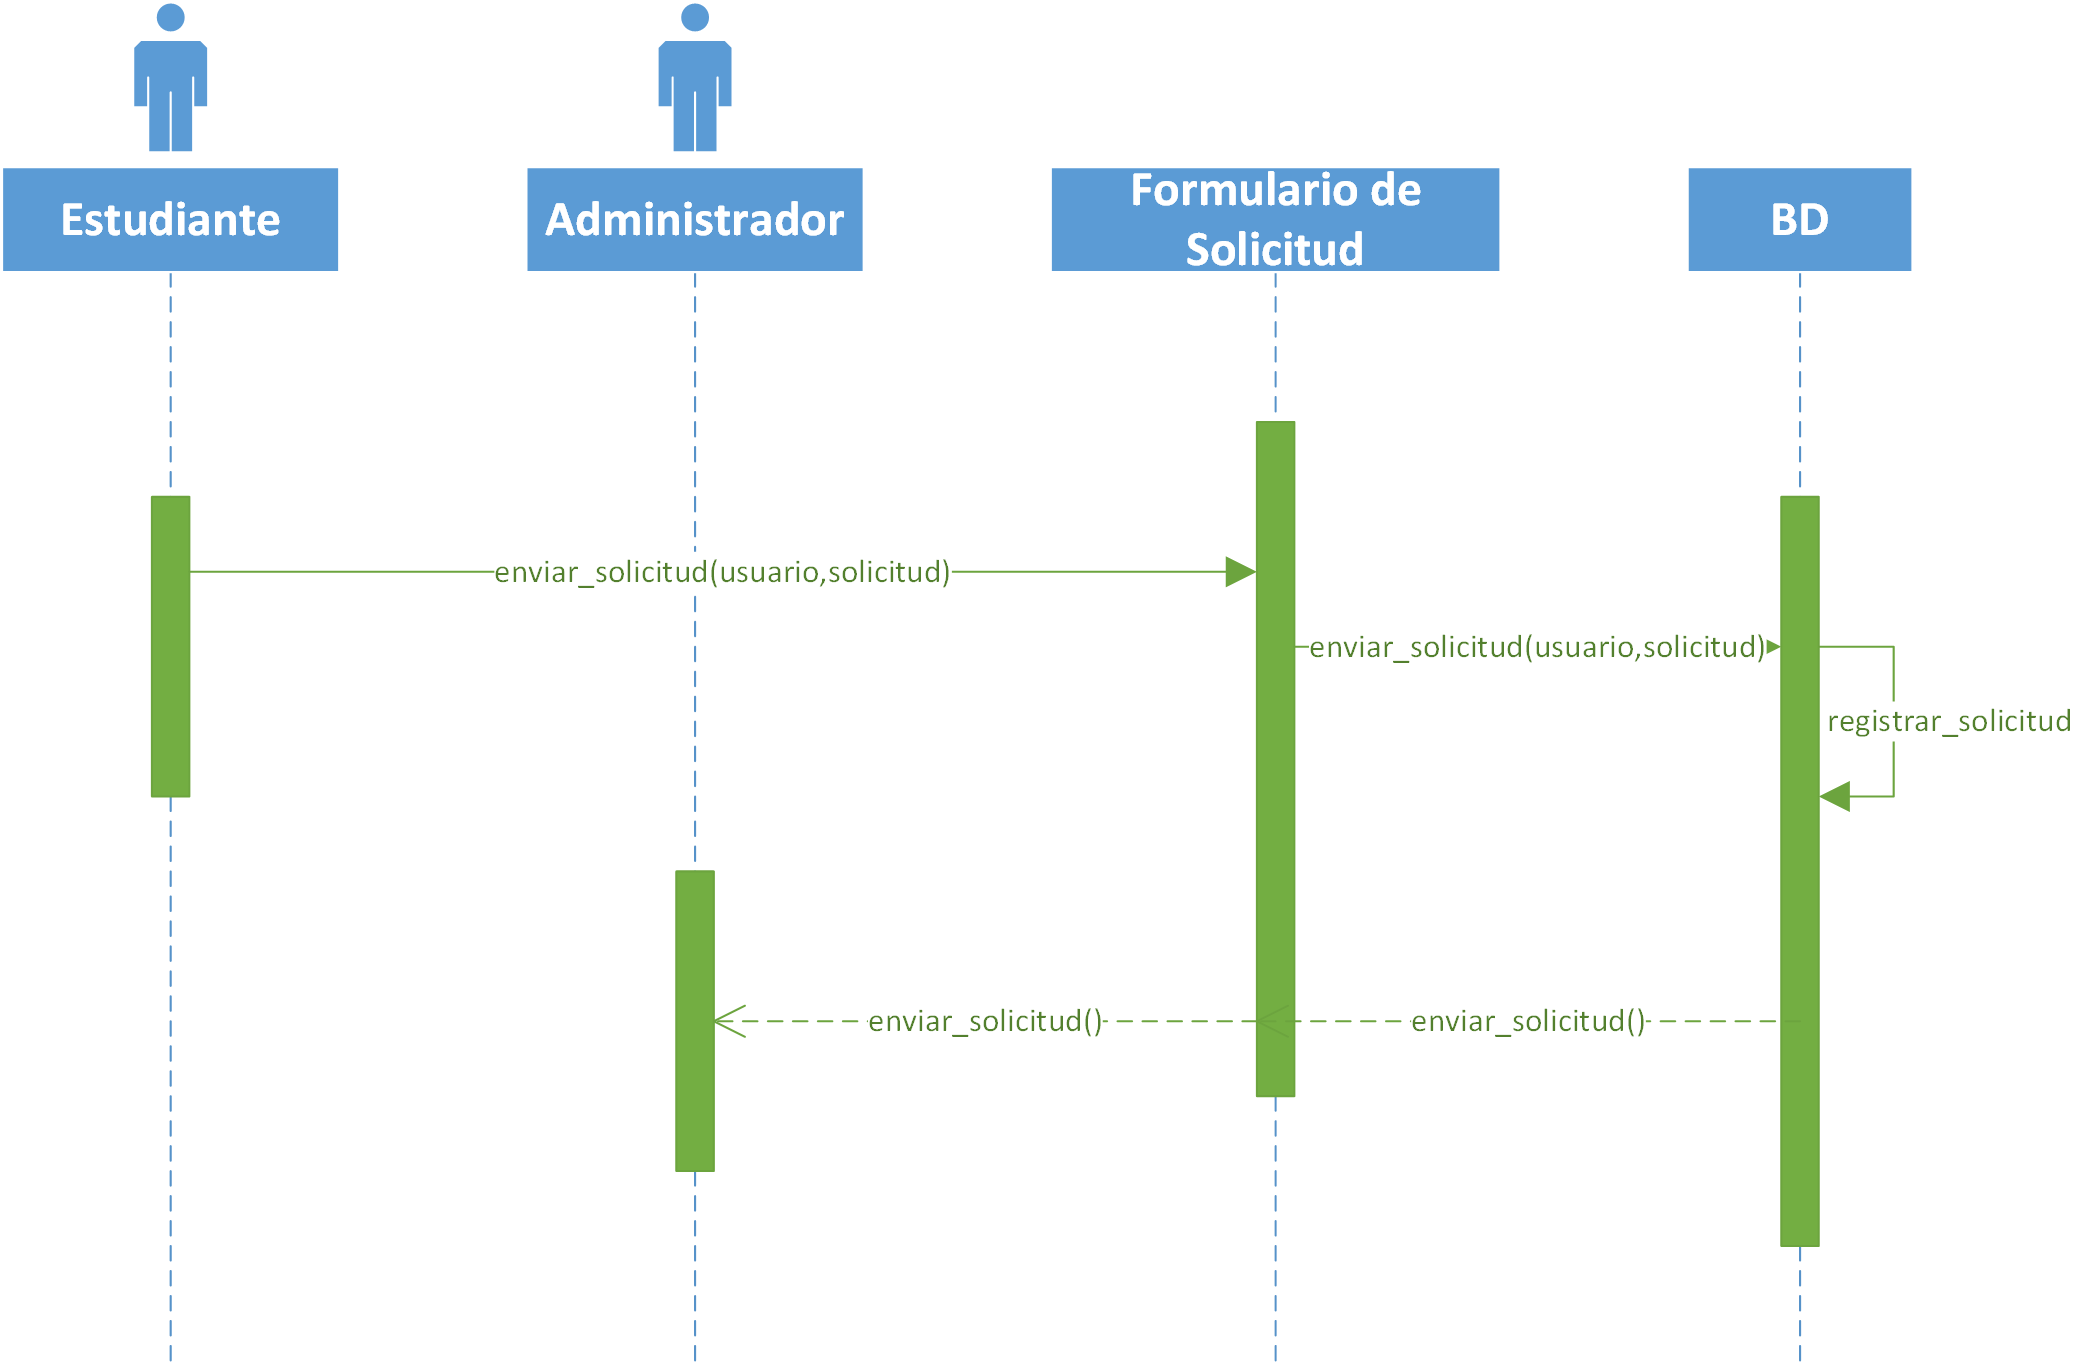 Estudiante
Administrador
Formulario de
Solicitud
BD
enviar_solicitud(usuario,solicitud)
enviar_solicitud(usuario,solicitud)
registrar_solicitud
enviar_solicitud()
enviar_solicitud()